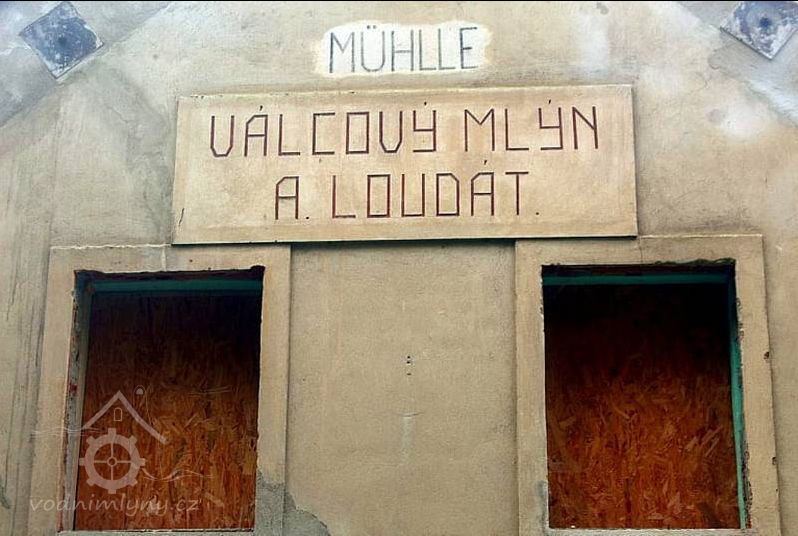 MÜHLLE
VÁLCOVÝ MLÝN
A. LOUDÁT.
vodnimlyny.cz